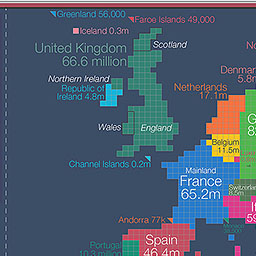 Greenland 56,000
Faroe Islands 49,000
Iceland 0.3m
United Kingdom
66.6 million
Scotland
Northern Ireland
Republic of
Ireland 4.8m
Denmark
5.8
Netherlands
17.1m
Wales
England
Belgium
11.5m
Channel Islands 0.2m
Mainland
France
65.2m
Switzerland
8.5m
Andorra 77k
Spain
46.4m
Portugal
10.3 million